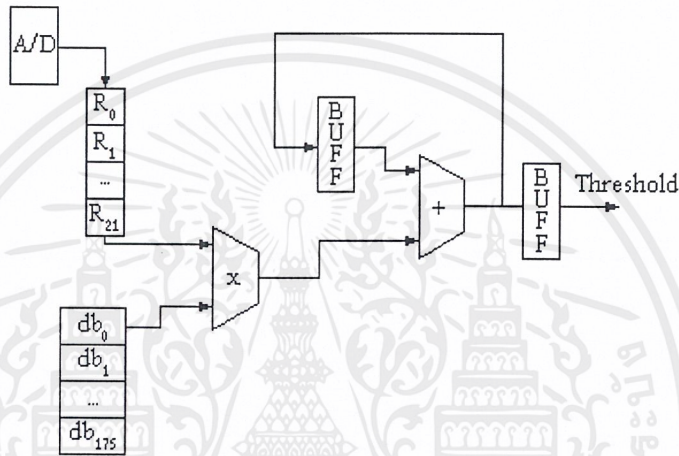 A/D
R₀
R₁
...
R₂₁
BUFF
+
BUFF
Threshold
x
db₀
db₁
...
db₁₇₅